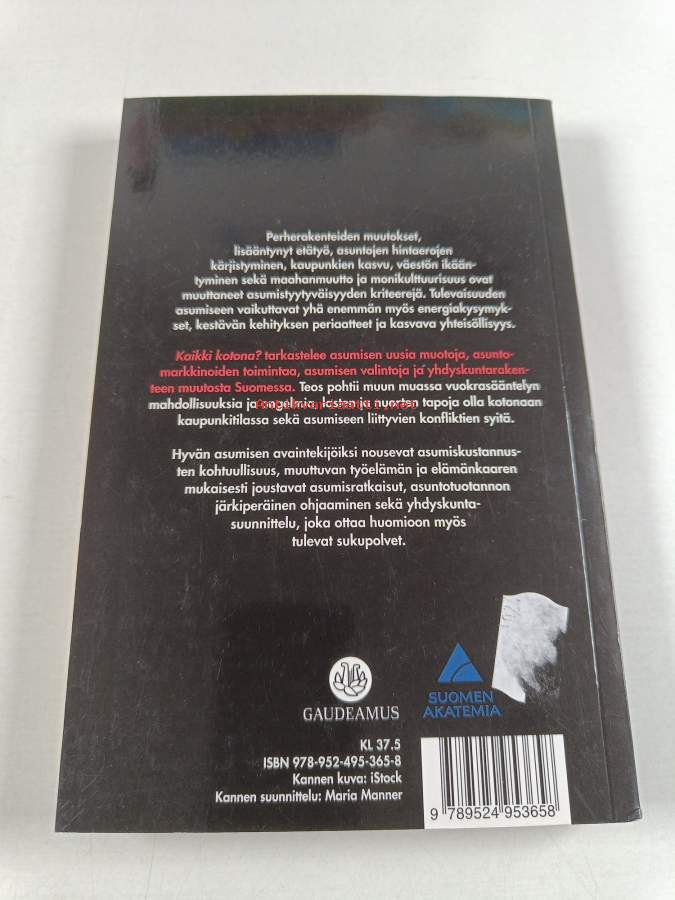 Perherakenteiden muutokset,
lisääntynyt etätyö, asuntojen hintaerojen
kärjistyminen, kaupunkien kasvu, väestön ikään-
tyminen sekä maahanmuutto ja monikulttuurisuus ovat
muuttaneet asumistyytyväisyyden kriteerejä. Tulevaisuuden
asumiseen vaikuttavat yhä enemmän myös energiakysymyk-
set, kestävän kehityksen periaatteet ja kasvava yhteisöllisyys.
Kaikki kotona? tarkastelee asumisen uusia muotoja, asunto-
markkinoiden toimintaa, asumisen valintoja ja yhdyskuntaraken-
teen muutosta Suomessa. Teos pohtii muun muassa vuokrasääntelyn
mahdollisuuksia ja ongelmia, lasten ja nuorten tapoja olla kotonaan
kaupunkitilassa sekä asumiseen liittyvien konfliktien syitä.
Hyvän asumisen avaintekijöiksi nousevat asumiskustannus-
ten kohtuullisuus, muuttuvan työelämän ja elämänkaaren
mukaisesti joustavat asumisratkaisut, asuntotuotannon
järkiperäinen ohjaaminen sekä yhdyskunta-
suunnittelu, joka ottaa huomioon myös
tulevat sukupolvet.
GAUDEAMUS
SUOMEN
AKATEMIA
KL 37.5
ISBN 978-952-495-365-8
Kannen kuva: iStock
Kannen suunnittelu: Maria Manner
9 789524 953658